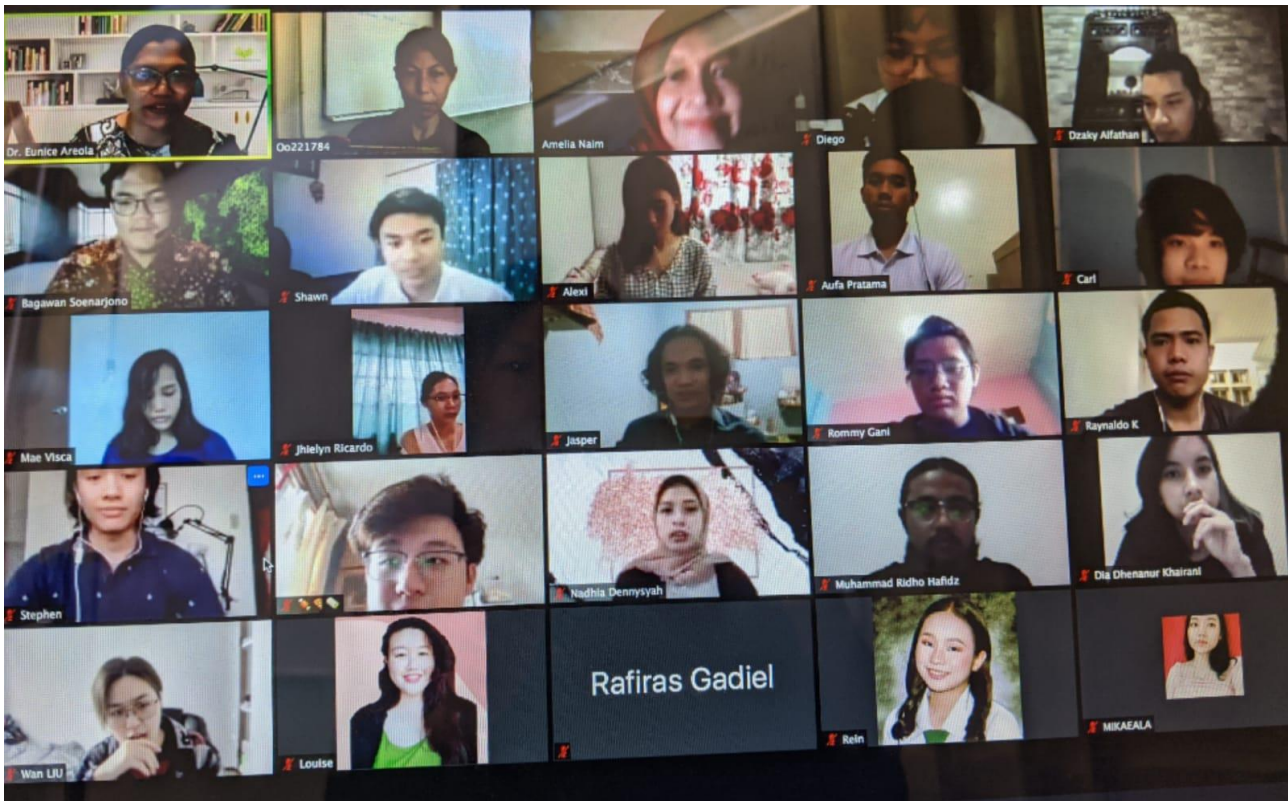 Dr. Eunice Areola
Oo221784
Amelia Naim
Diego
Dzaky Alfathan
Bagawan Soenarjono
Shawn
Alexi
Aufa Pratama
Carl
Mae Visca
Jhielyn Ricardo
Jasper
Rommy Gani
Raynaldo K
Stephen
Nadhia Dennysyah
Muhammad Ridho Hafidz
Dia Dhenanur Khairani
Wan LIU
Louise
Rafiras Gadiel
Rein
MIKAEALA